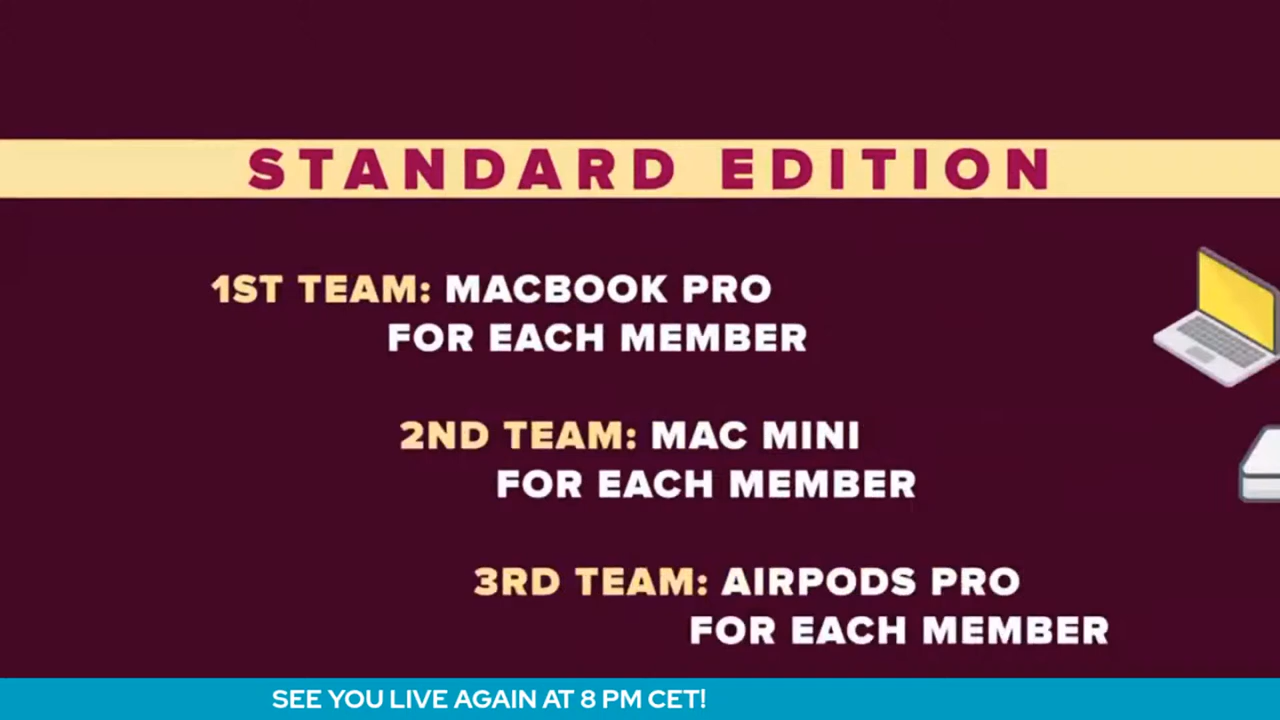 STANDARD EDITION
1ST TEAM: MACBOOK PRO
FOR EACH MEMBER
2ND TEAM: MAC MINI
FOR EACH MEMBER
3RD TEAM: AIRPODS PRO
FOR EACH MEMBER
SEE YOU LIVE AGAIN AT 8 PM CET!